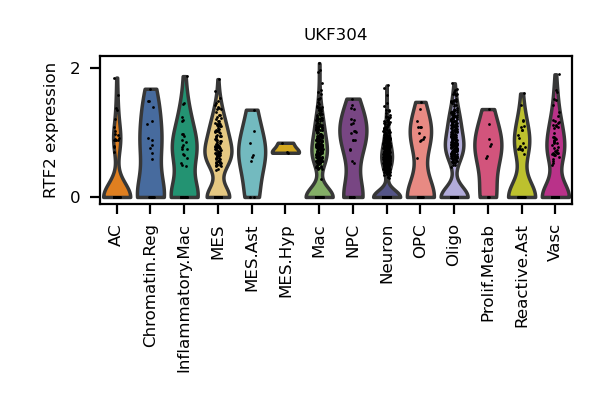 UKF304
RTF2 expression
2
0
AC
Chromatin.Reg
Inflammatory.Mac
MES
MES.Ast
MES.Hyp
Mac
NPC
Neuron
OPC
Oligo
Prolif.Metab
Reactive.Ast
Vasc